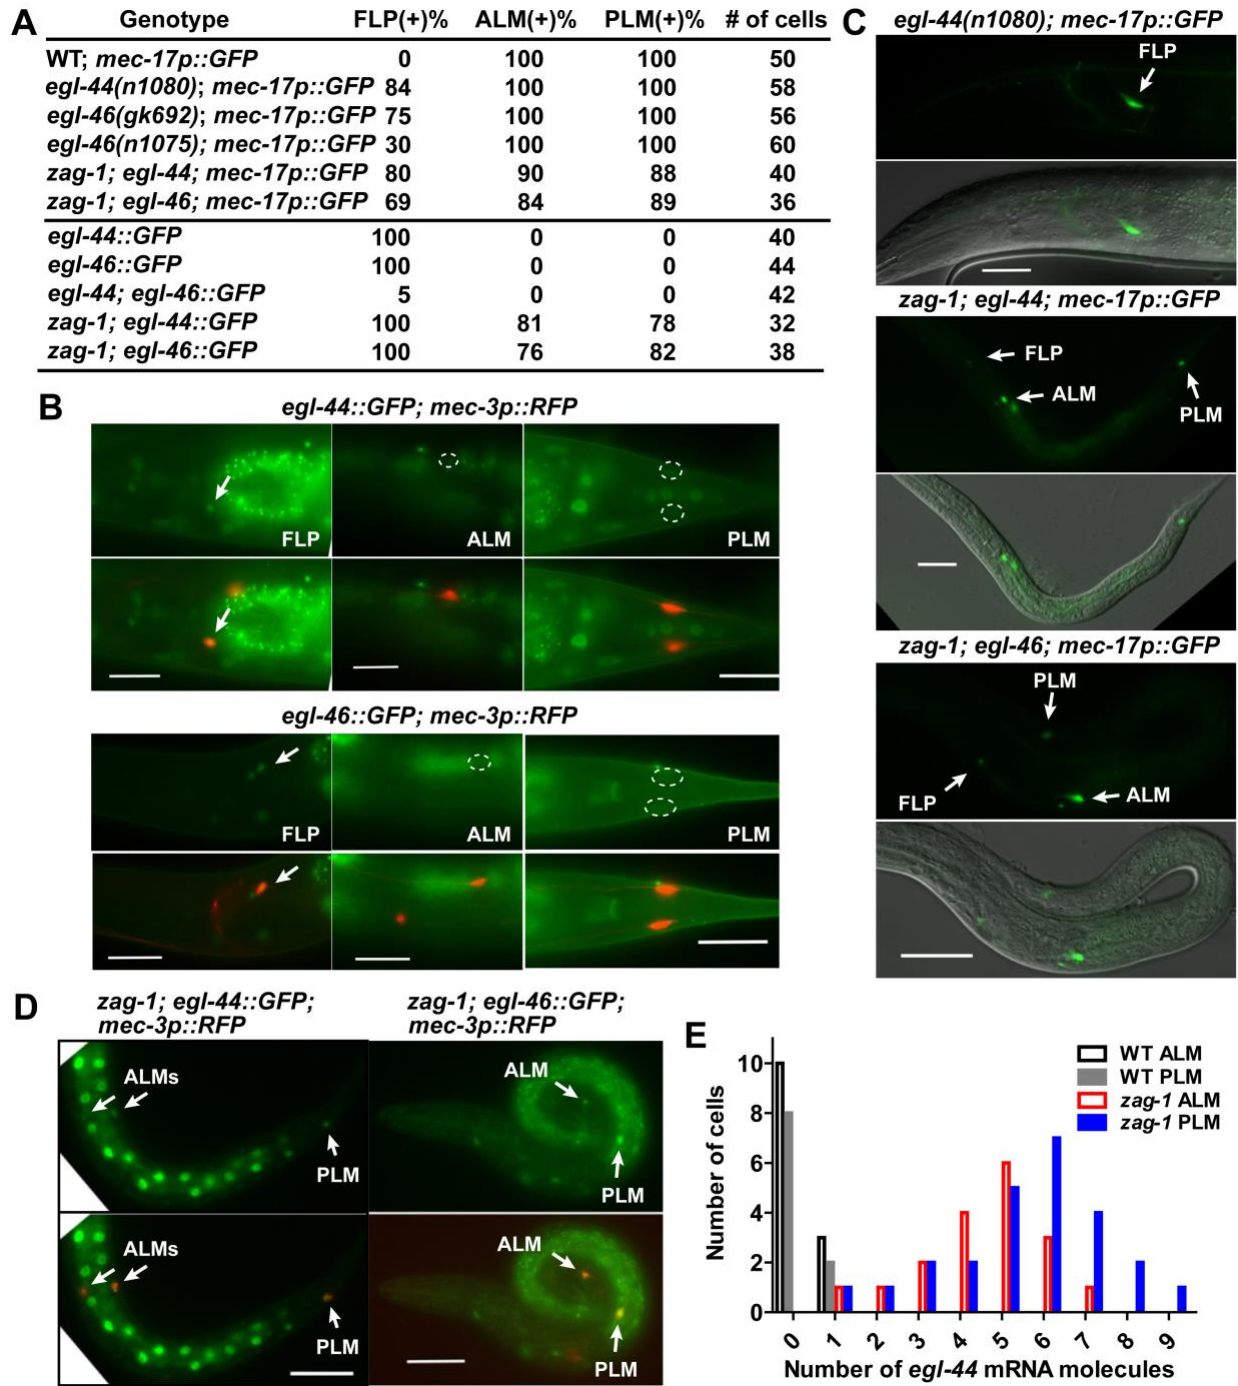 A
Genotype FLP(+)% ALM(+)% PLM(+)% # of cells
WT; mec-17p::GFP 0 100 100 50
egl-44(n1080); mec-17p::GFP 84 100 100 58
egl-46(gk692); mec-17p::GFP 75 100 100 56
egl-46(n1075); mec-17p::GFP 30 100 100 60
zag-1; egl-44; mec-17p::GFP 80 90 88 40
zag-1; egl-46; mec-17p::GFP 69 84 89 36
egl-44::GFP 100 0 0 40
egl-46::GFP 100 0 0 44
egl-44; egl-46::GFP 5 0 0 42
zag-1; egl-44::GFP 100 81 78 32
zag-1; egl-46::GFP 100 76 82 38
B
egl-44::GFP; mec-3p::RFP
FLP ALM PLM
egl-46::GFP; mec-3p::RFP
FLP ALM PLM
C
egl-44(n1080); mec-17p::GFP
FLP
zag-1; egl-44; mec-17p::GFP
FLP
ALM
PLM
zag-1; egl-46; mec-17p::GFP
PLM
FLP
ALM
D
zag-1; egl-44::GFP;
mec-3p::RFP
ALMs
PLM
ALMs
PLM
zag-1; egl-46::GFP;
mec-3p::RFP
ALM
PLM
ALM
PLM
E
WT ALM
WT PLM
zag-1 ALM
zag-1 PLM
Number of cells
10
8
6
4
2
0
0 1 2 3 4 5 6 7 8 9
Number of egl-44 mRNA molecules